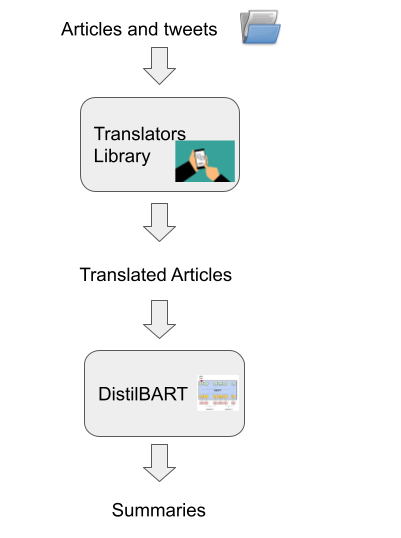 Articles and tweets
Translators
Library
Translated Articles
DistilBART
Summaries